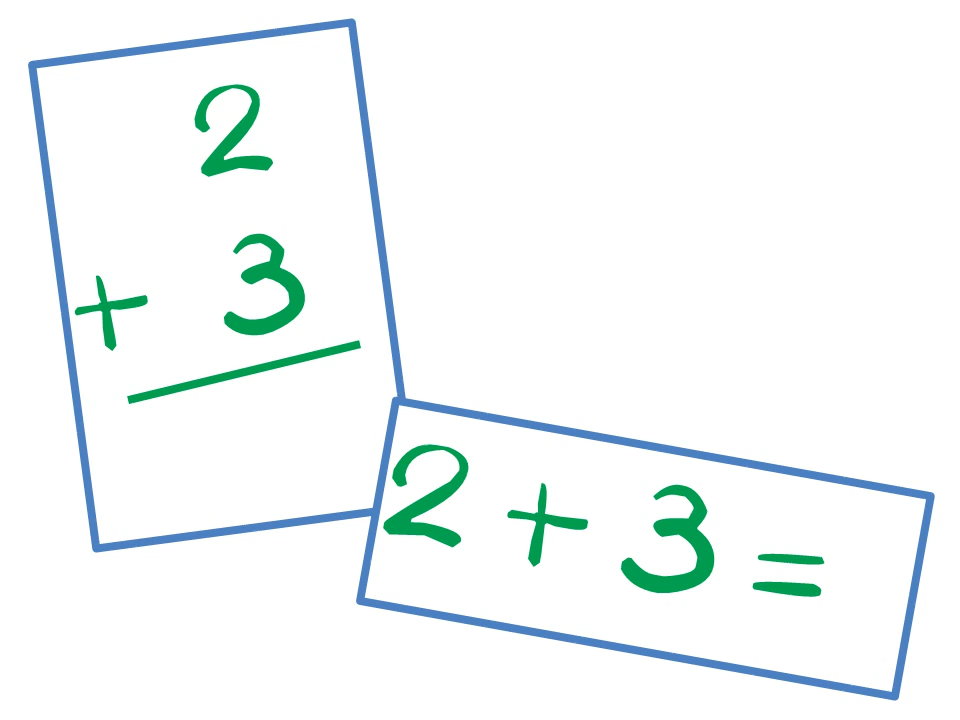 2
+ 3
2 + 3 =